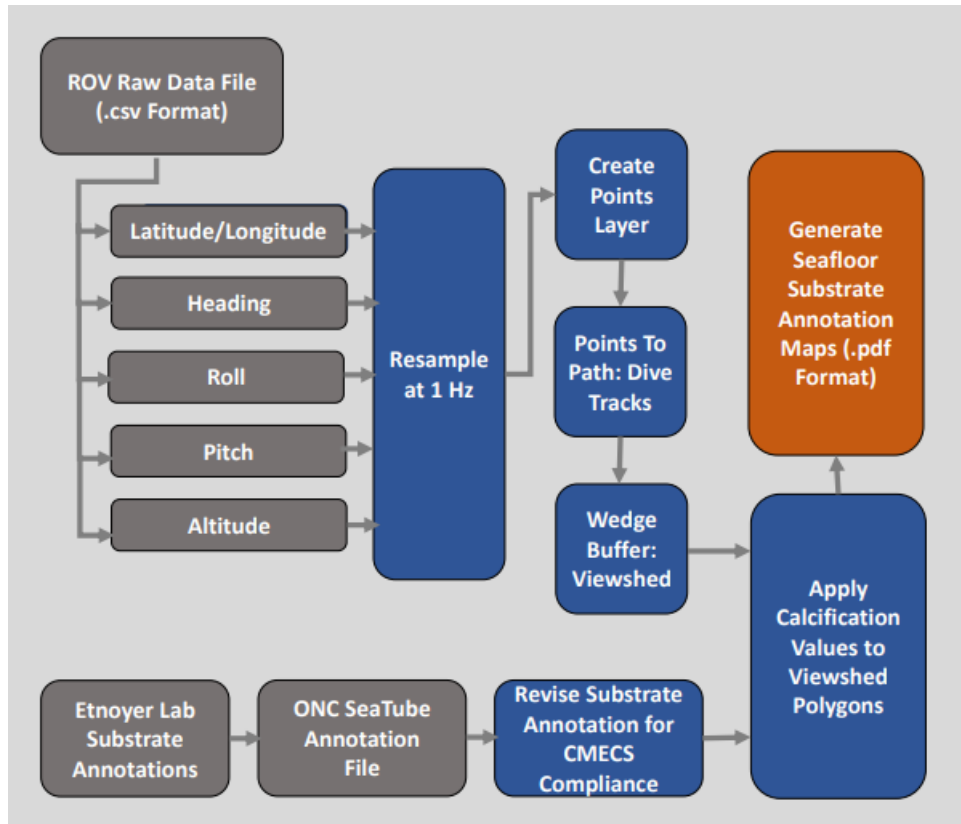 ROV Raw Data File
(.csv Format)
Latitude/Longitude
Heading
Roll
Pitch
Altitude
Resample
at 1 Hz
Create
Points
Layer
Points To
Path: Dive
Tracks
Wedge
Buffer:
Viewshed
Generate
Seafloor
Substrate
Annotation
Maps (.pdf
Format)
Apply
Calcification
Values to
Viewshed
Polygons
Etnoyer Lab
Substrate
Annotations
ONC SeaTube
Annotation
File
Revise Substrate
Annotation for
CMECS
Compliance